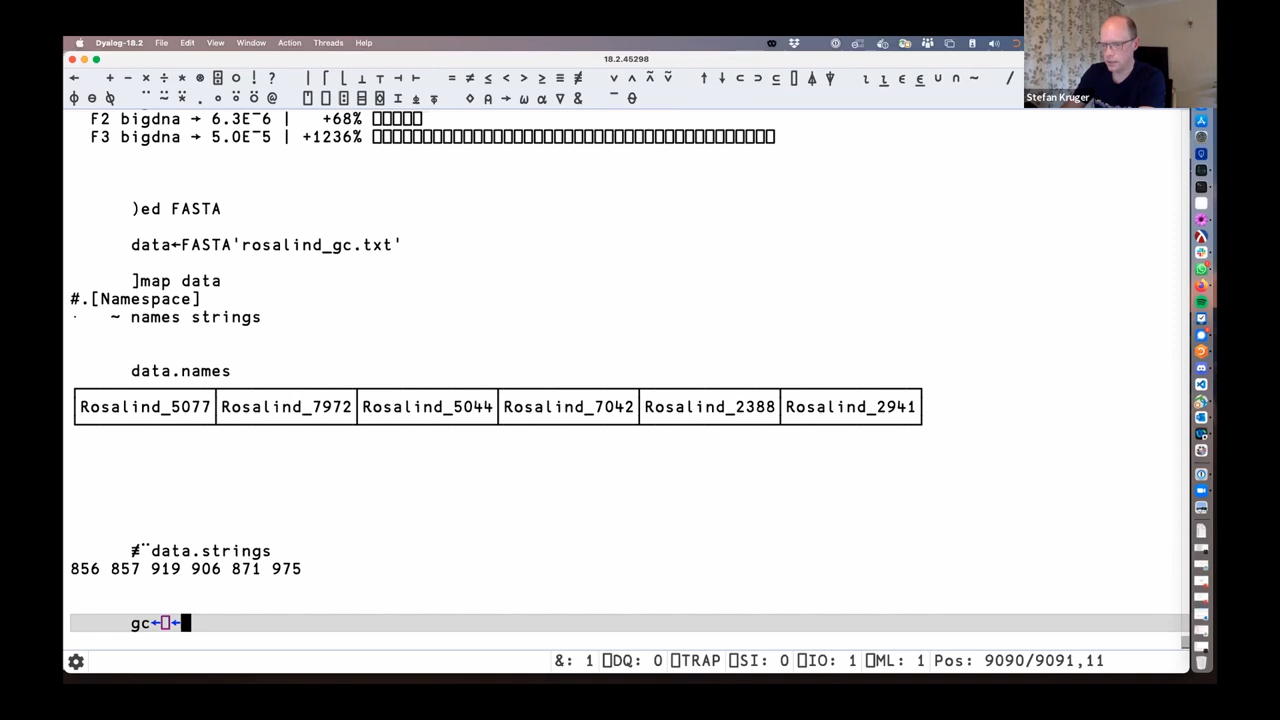 Dyalog-18.2 File Edit View Window Action Threads Help
18.2.45298
Stefan Kruger
F2 bigdna → 6.3E¯6 | +68% ⎕⎕⎕⎕⎕
F3 bigdna → 5.0E¯5 | +1236% ⎕⎕⎕⎕⎕⎕⎕⎕⎕⎕⎕⎕⎕⎕⎕⎕⎕⎕⎕⎕⎕⎕⎕⎕⎕⎕⎕⎕⎕⎕⎕⎕⎕⎕⎕⎕⎕⎕⎕⎕
)ed FASTA
data←FASTA'rosalind_gc.txt'
]map data
#.[Namespace]
· ~ names strings
data.names
Rosalind_5077 Rosalind_7972 Rosalind_5044 Rosalind_7042 Rosalind_2388 Rosalind_2941
≢¨data.strings
856 857 919 906 871 975
gc←⎕←
&: 1 ⎕DQ: 0 ⎕TRAP ⎕SI: 0 ⎕IO: 1 ⎕ML: 1 Pos: 9090/9091,11